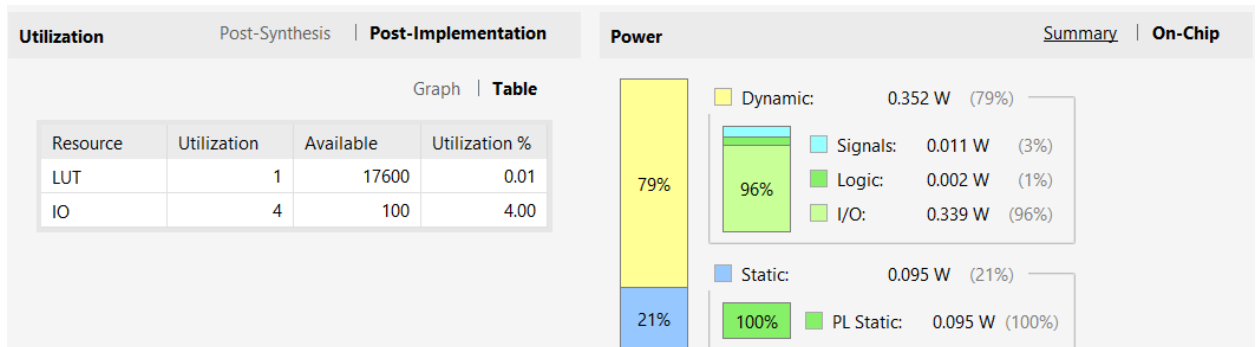 Utilization Post-Synthesis | Post-Implementation
Graph | Table
Resource Utilization Available Utilization %
LUT 1 17600 0.01
IO 4 100 4.00
Power Summary | On-Chip
79%
21%
Dynamic: 0.352 W (79%)
96%
Signals: 0.011 W (3%)
Logic: 0.002 W (1%)
I/O: 0.339 W (96%)
Static: 0.095 W (21%)
100%
PL Static: 0.095 W (100%)